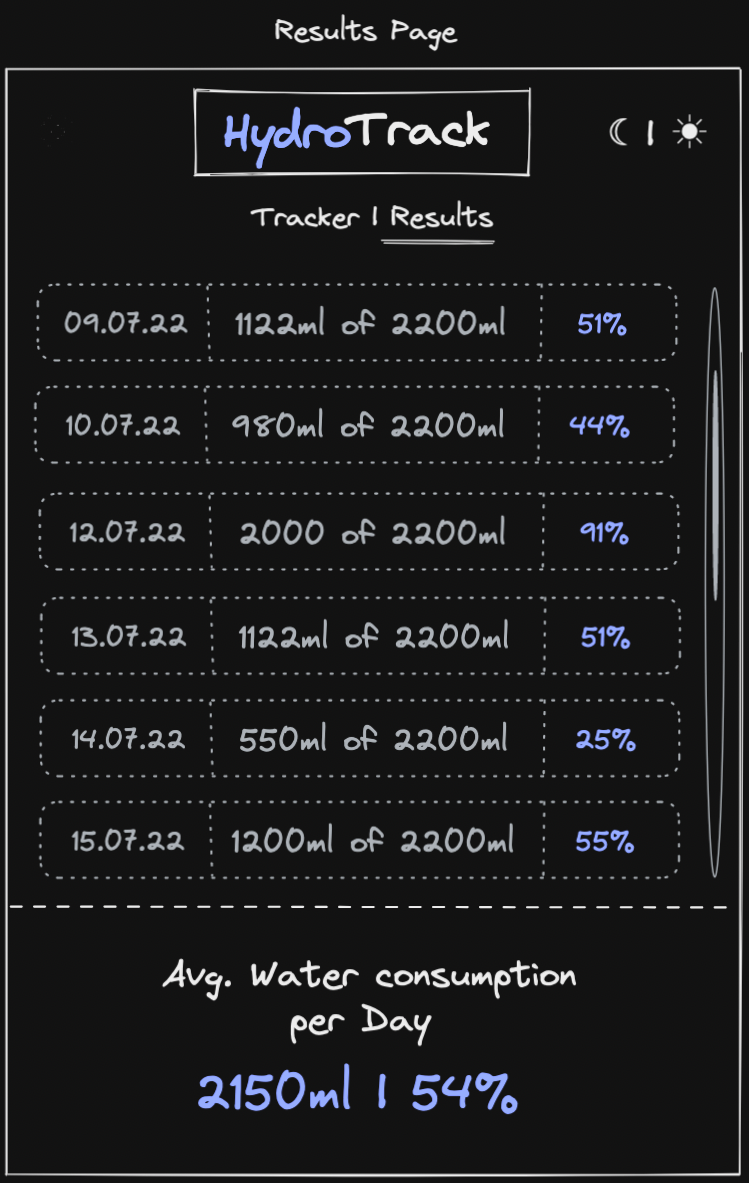 Results Page
HydroTrack
Tracker | Results
09.07.22 1122ml of 2200ml 51%
10.07.22 980ml of 2200ml 44%
12.07.22 2000 of 2200ml 91%
13.07.22 1122ml of 2200ml 51%
14.07.22 550ml of 2200ml 25%
15.07.22 1200ml of 2200ml 55%
Avg. Water consumption
per Day
2150ml | 54%